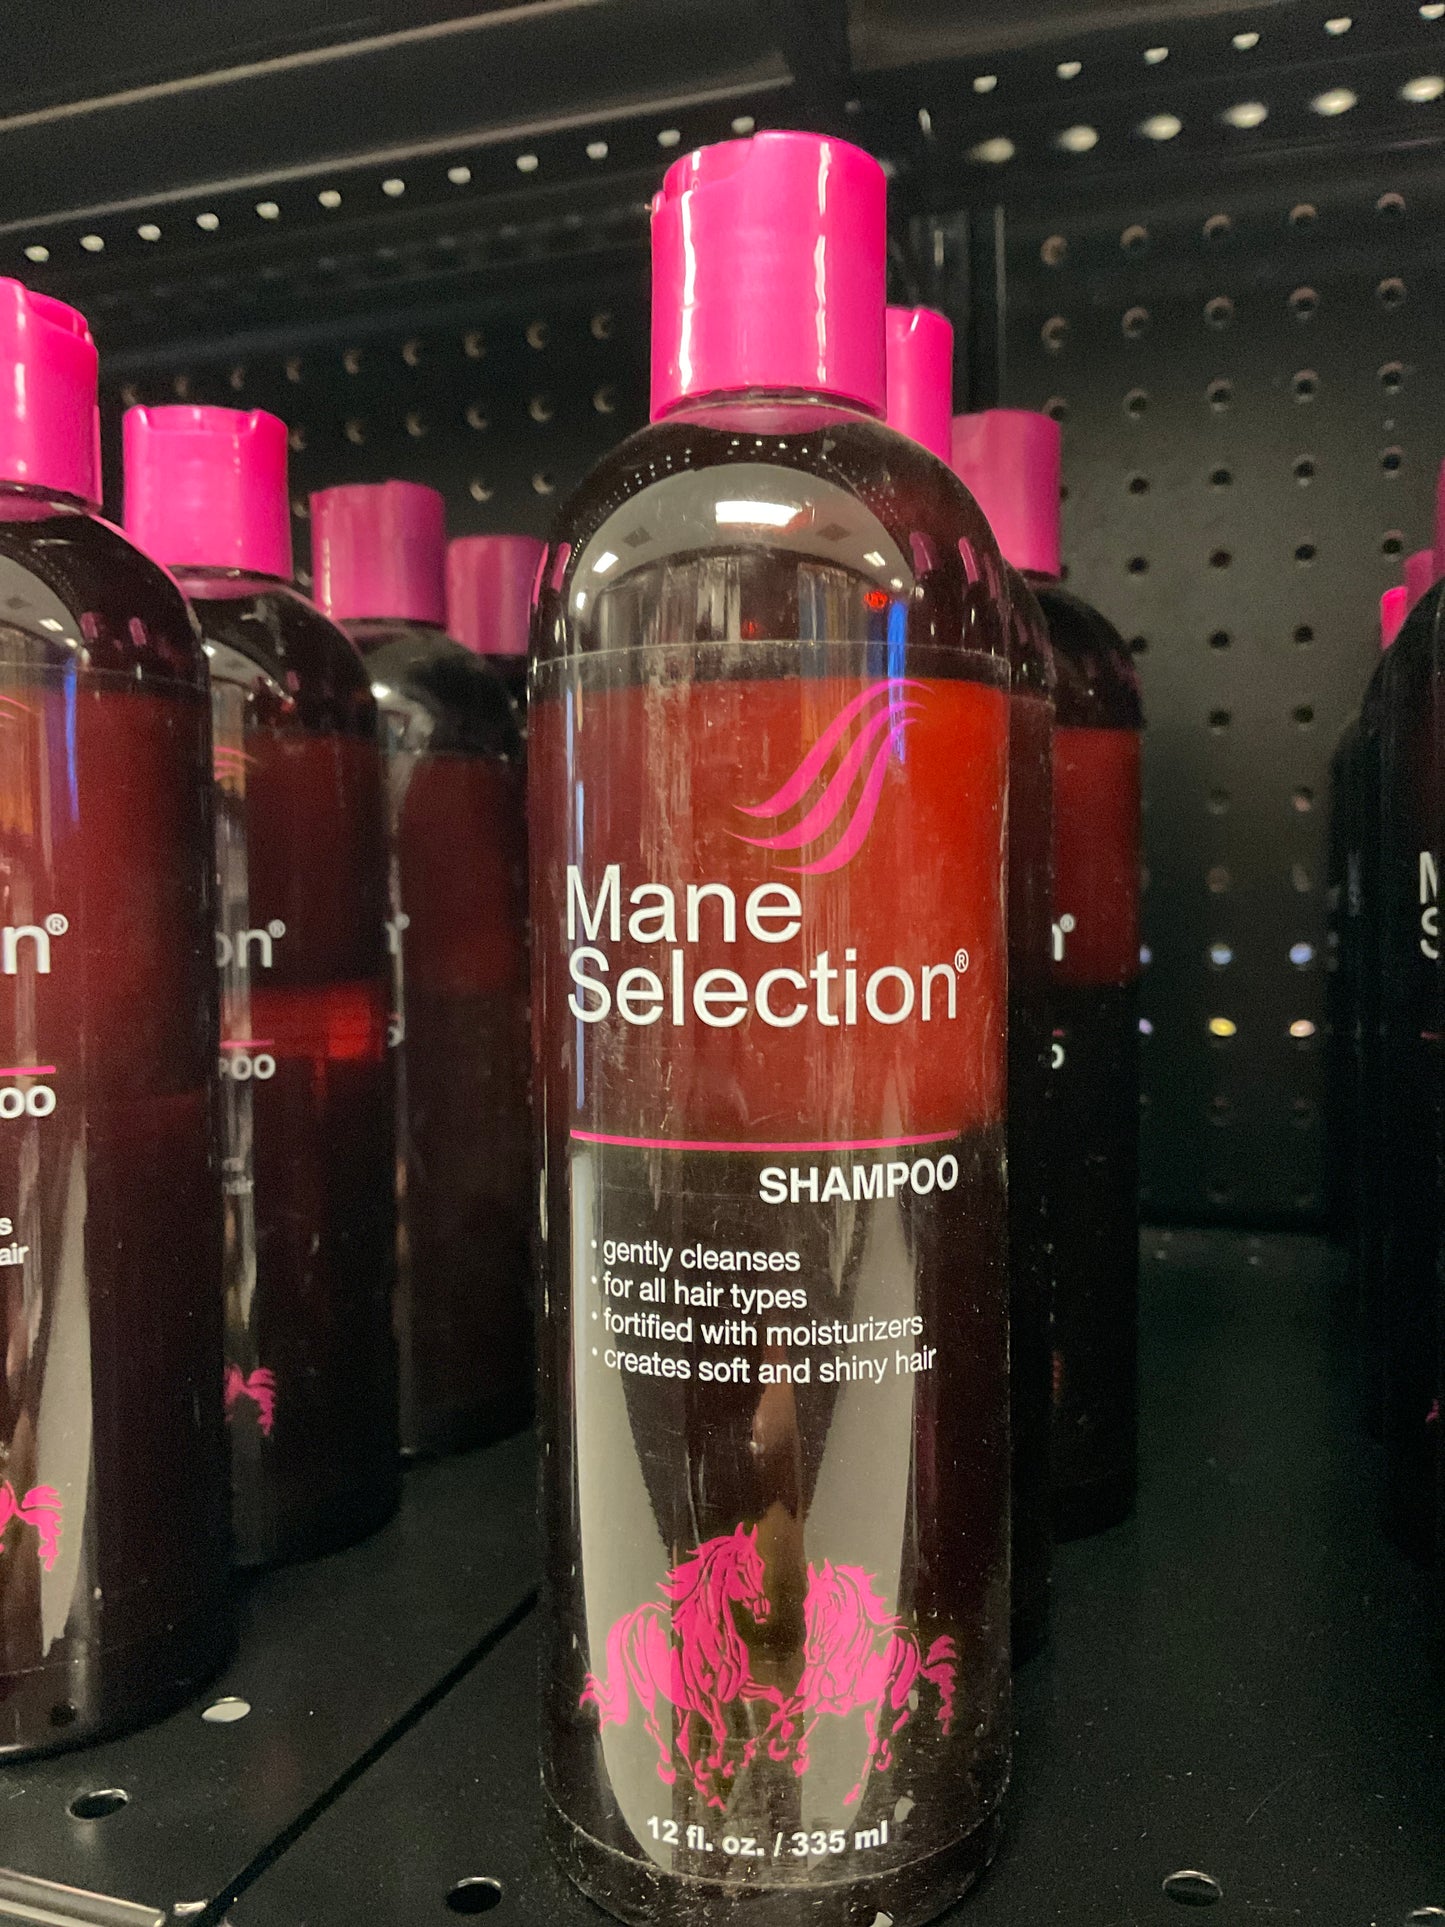 Mane
Selection®
SHAMPOO
· gently cleanses
· for all hair types
· fortified with moisturizers
· creates soft and shiny hair
12 fl. oz. / 335 ml